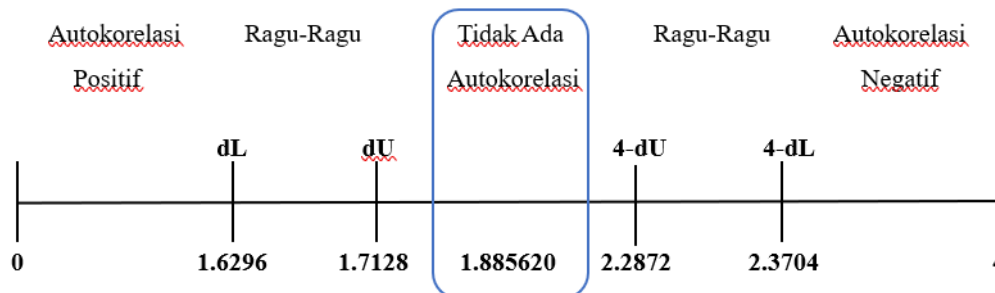 Autokorelasi Ragu-Ragu Tidak Ada Ragu-Ragu Autokorelasi
Positif Autokorelasi Negatif
dL dU 4-dU 4-dL
0 1.6296 1.7128 1.885620 2.2872 2.3704